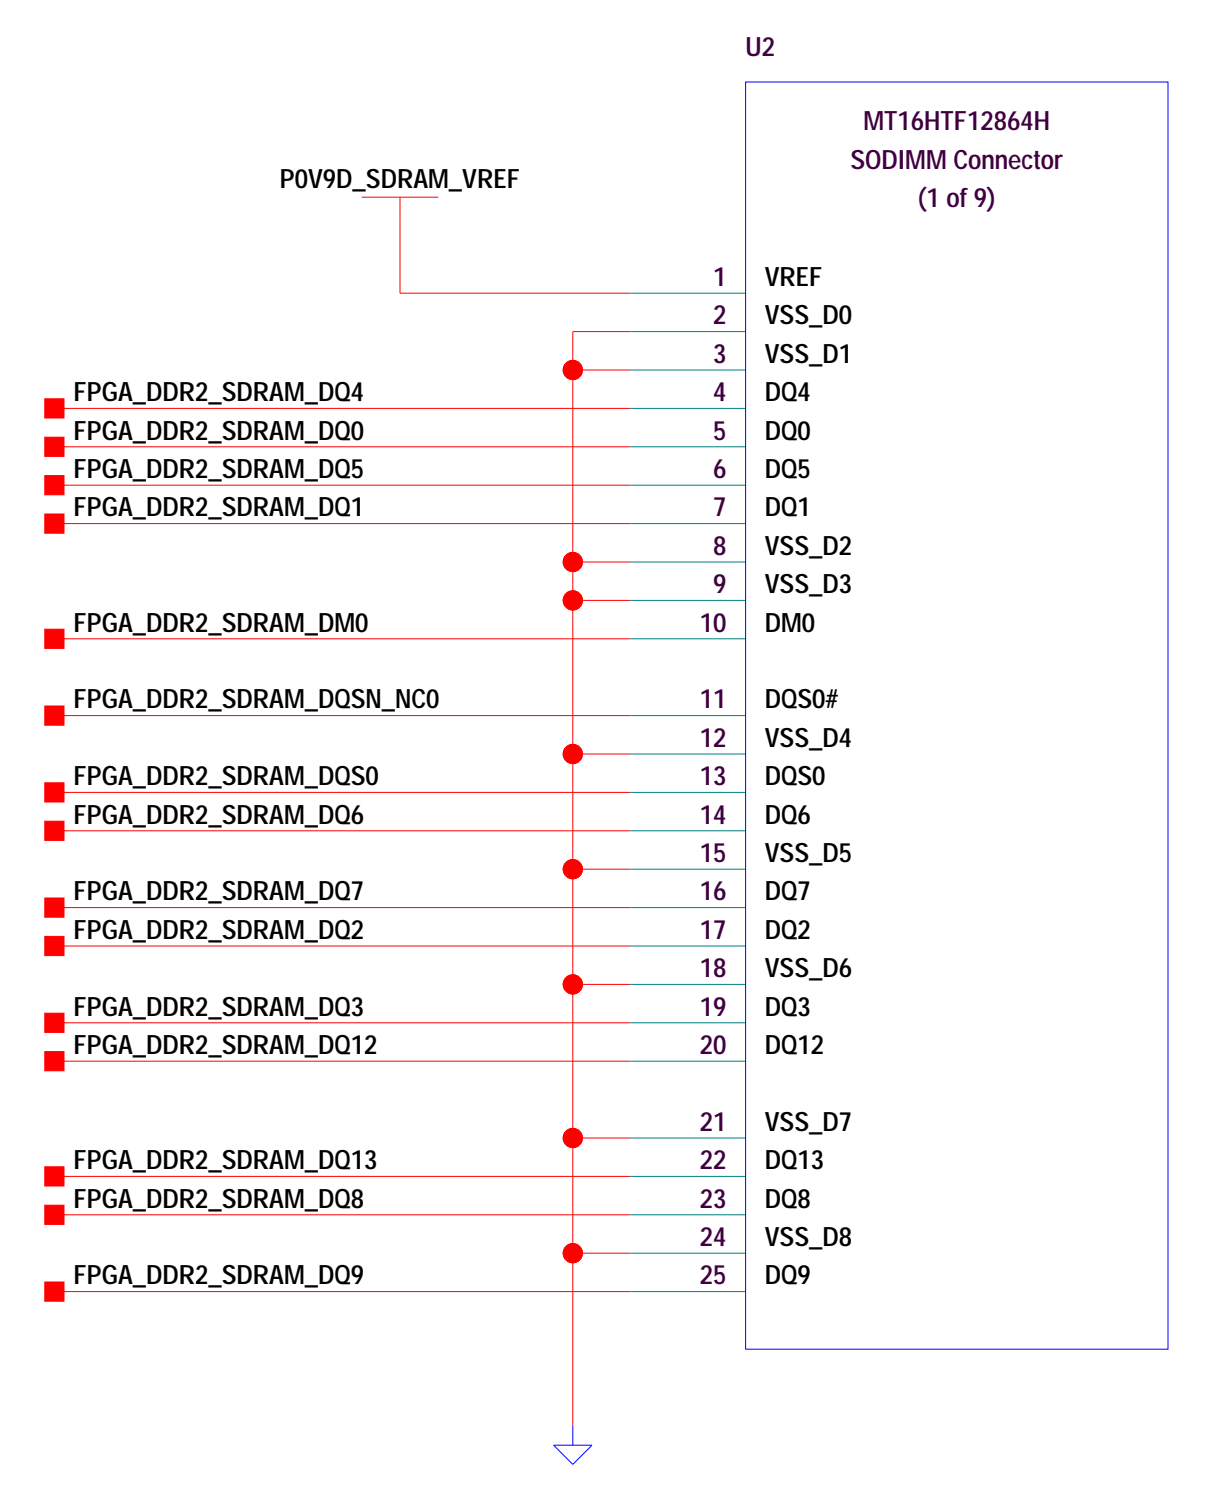 U2
MT16HTF12864H
SODIMM Connector
(1 of 9)
P0V9D_SDRAM_VREF
1 VREF
2 VSS_D0
3 VSS_D1
FPGA_DDR2_SDRAM_DQ4 4 DQ4
FPGA_DDR2_SDRAM_DQ0 5 DQ0
FPGA_DDR2_SDRAM_DQ5 6 DQ5
FPGA_DDR2_SDRAM_DQ1 7 DQ1
8 VSS_D2
9 VSS_D3
FPGA_DDR2_SDRAM_DM0 10 DM0
FPGA_DDR2_SDRAM_DQSN_NC0 11 DQS0#
12 VSS_D4
FPGA_DDR2_SDRAM_DQS0 13 DQS0
FPGA_DDR2_SDRAM_DQ6 14 DQ6
15 VSS_D5
FPGA_DDR2_SDRAM_DQ7 16 DQ7
FPGA_DDR2_SDRAM_DQ2 17 DQ2
18 VSS_D6
FPGA_DDR2_SDRAM_DQ3 19 DQ3
FPGA_DDR2_SDRAM_DQ12 20 DQ12
21 VSS_D7
FPGA_DDR2_SDRAM_DQ13 22 DQ13
FPGA_DDR2_SDRAM_DQ8 23 DQ8
24 VSS_D8
FPGA_DDR2_SDRAM_DQ9 25 DQ9